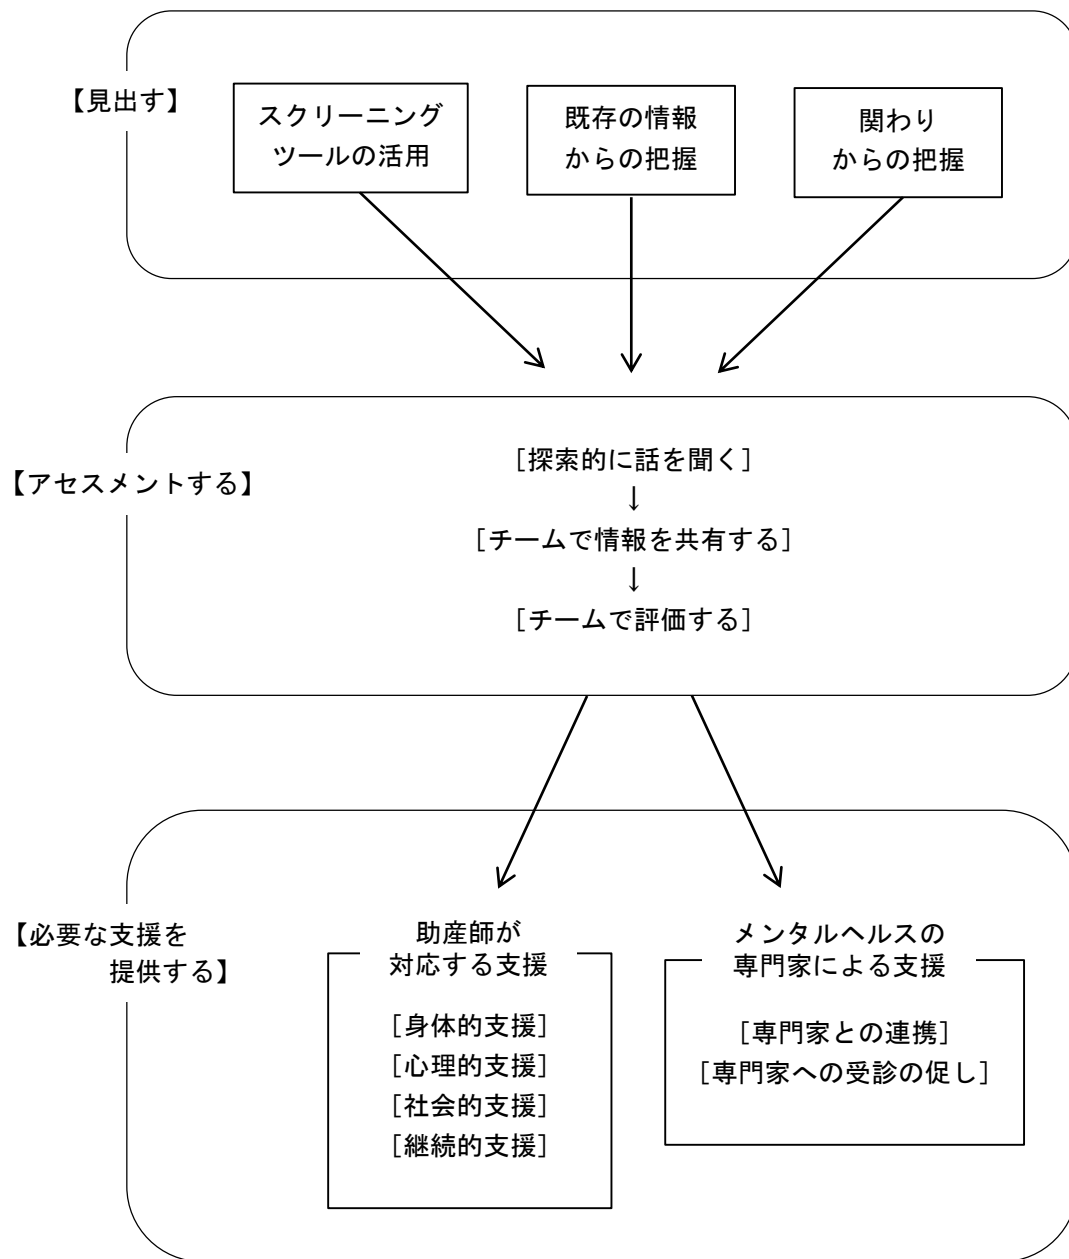 【見出す】
スクリーニング
ツールの活用
既存の情報
からの把握
関わり
からの把握
【アセスメントする】
［探索的に話を聞く］
↓
［チームで情報を共有する］
↓
［チームで評価する］
【必要な支援を
提供する】
助産師が
対応する支援
［身体的支援］
［心理的支援］
［社会的支援］
［継続的支援］
メンタルヘルスの
専門家による支援
［専門家との連携］
［専門家への受診の促し］